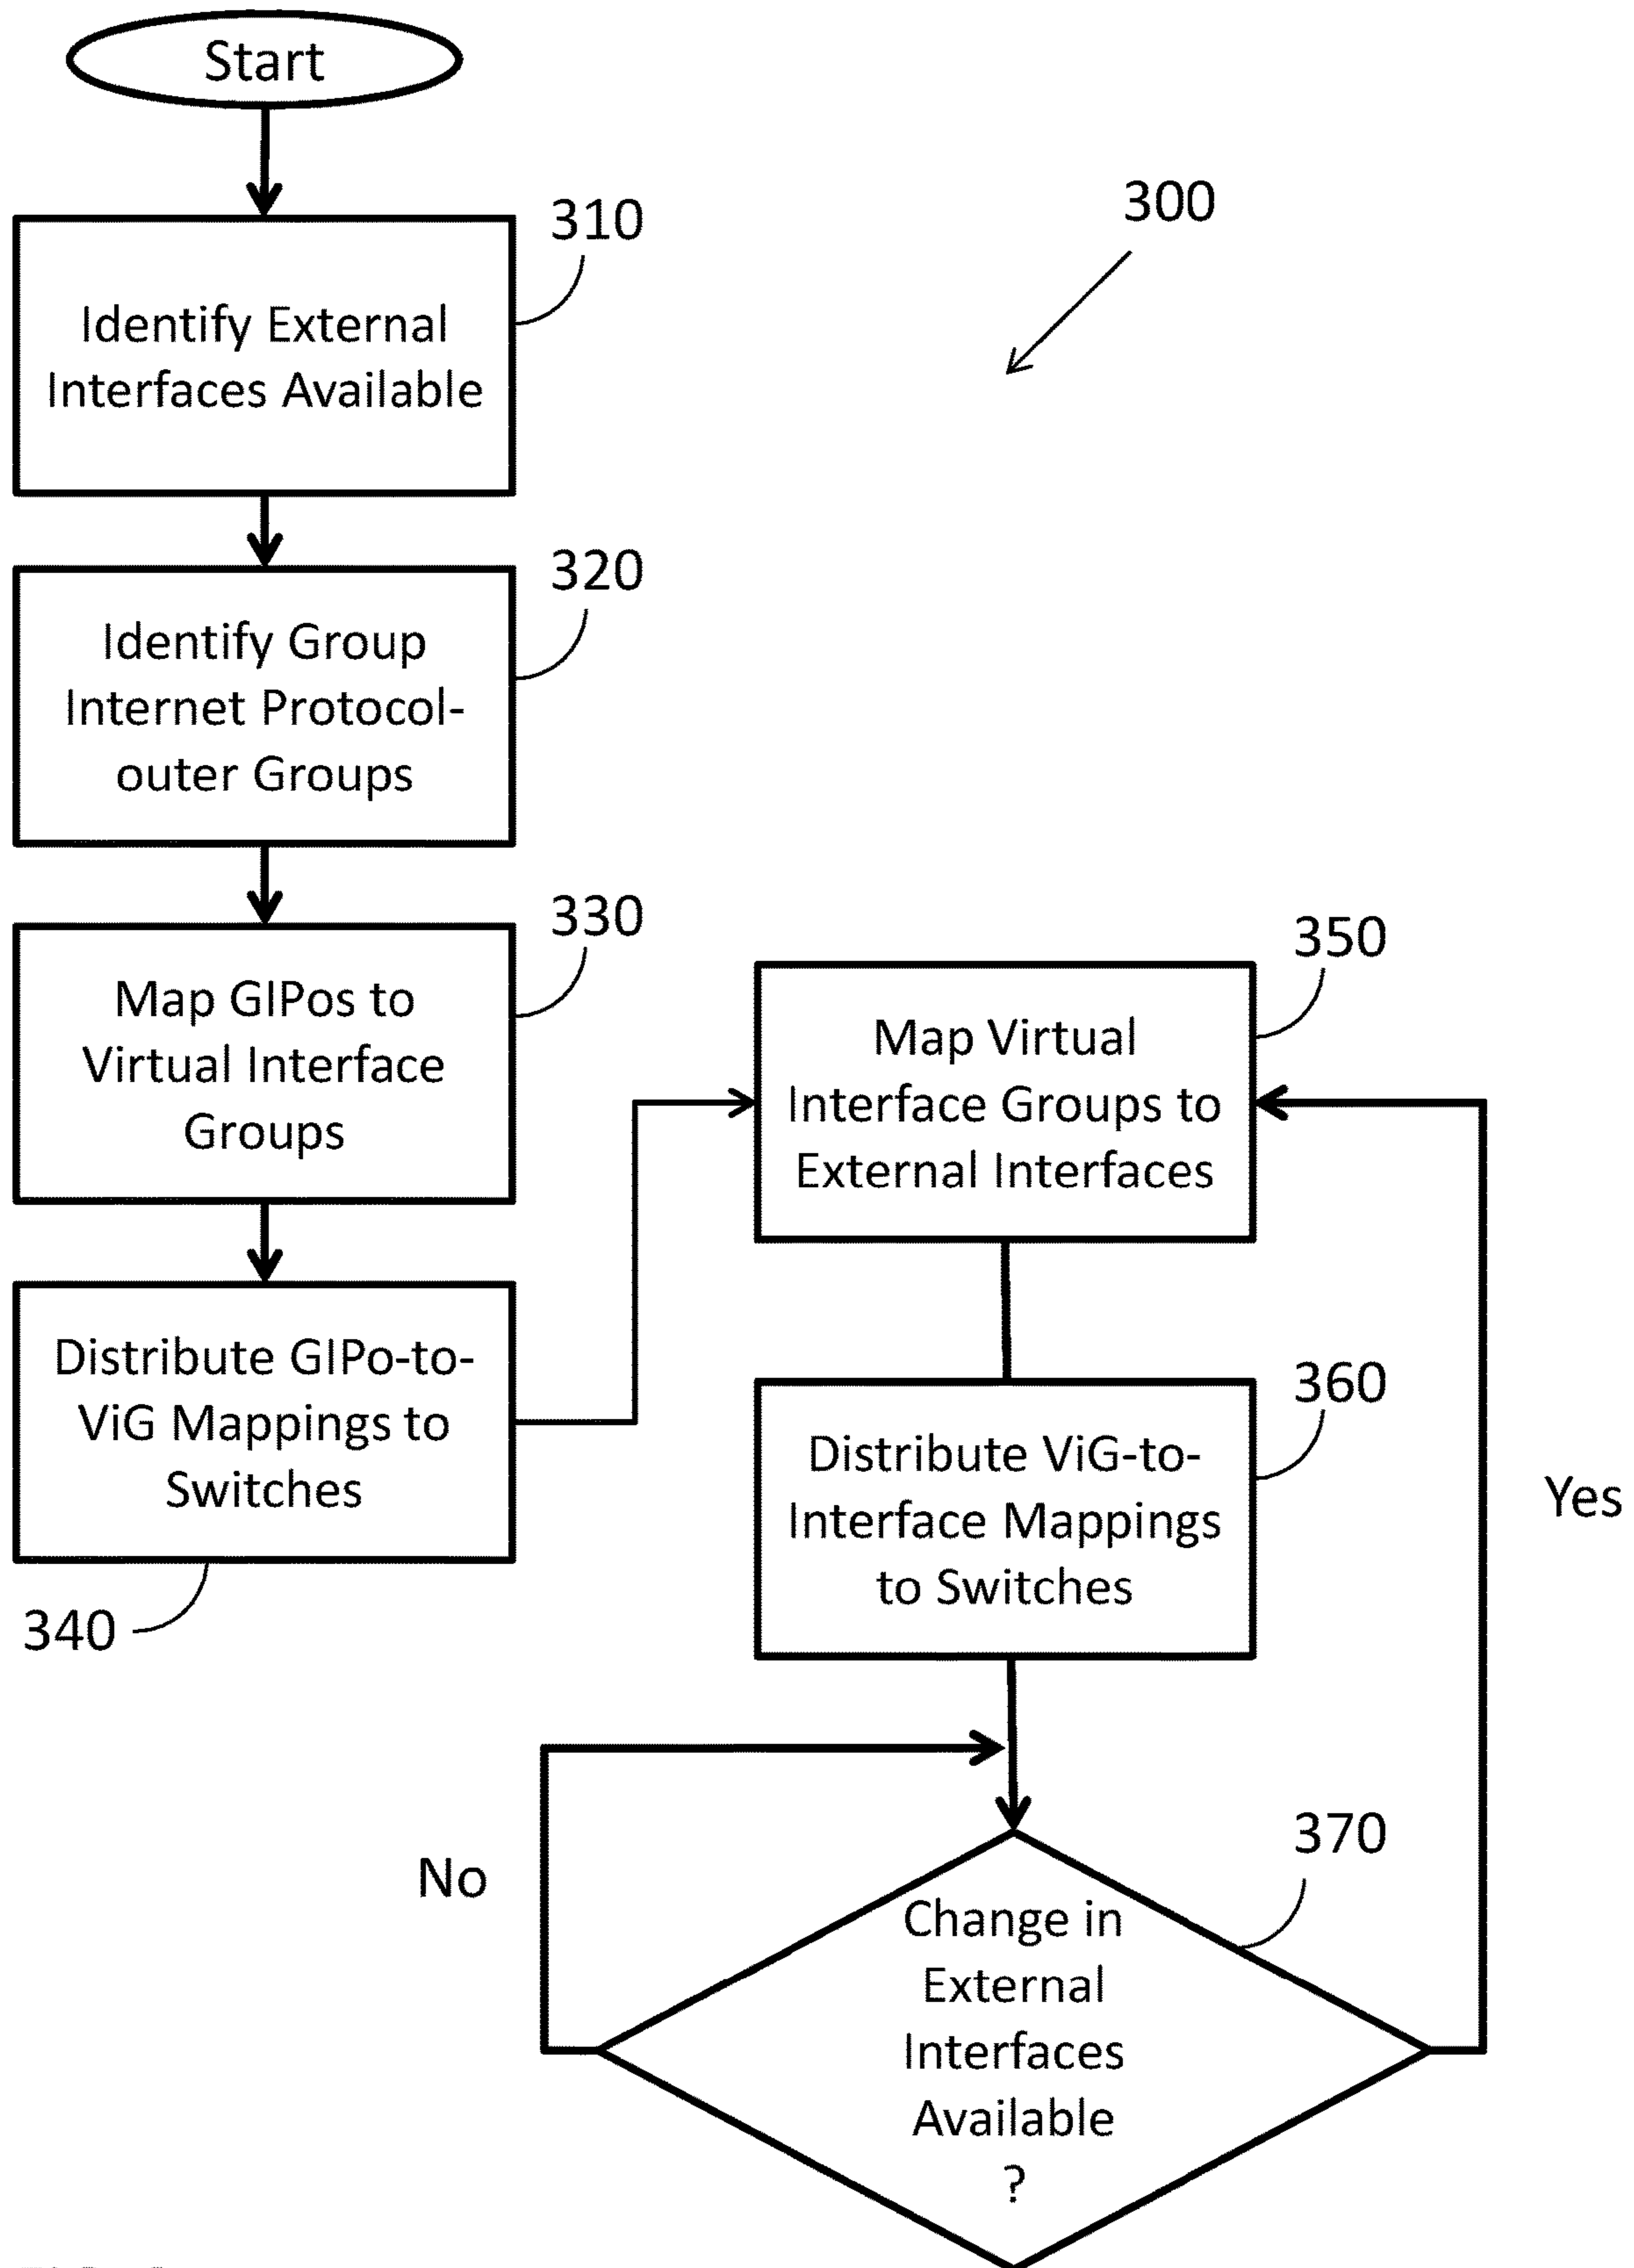 Start
310
300
Identify External
Interfaces Available
320
Identify Group
Internet Protocol-
outer Groups
330
Map GIPos to
Virtual Interface
Groups
340
Distribute GIPo-to-
ViG Mappings to
Switches
350
Map Virtual
Interface Groups to
External Interfaces
360
Distribute ViG-to-
Interface Mappings
to Switches
Yes
No
370
Change in
External
Interfaces
Available
?